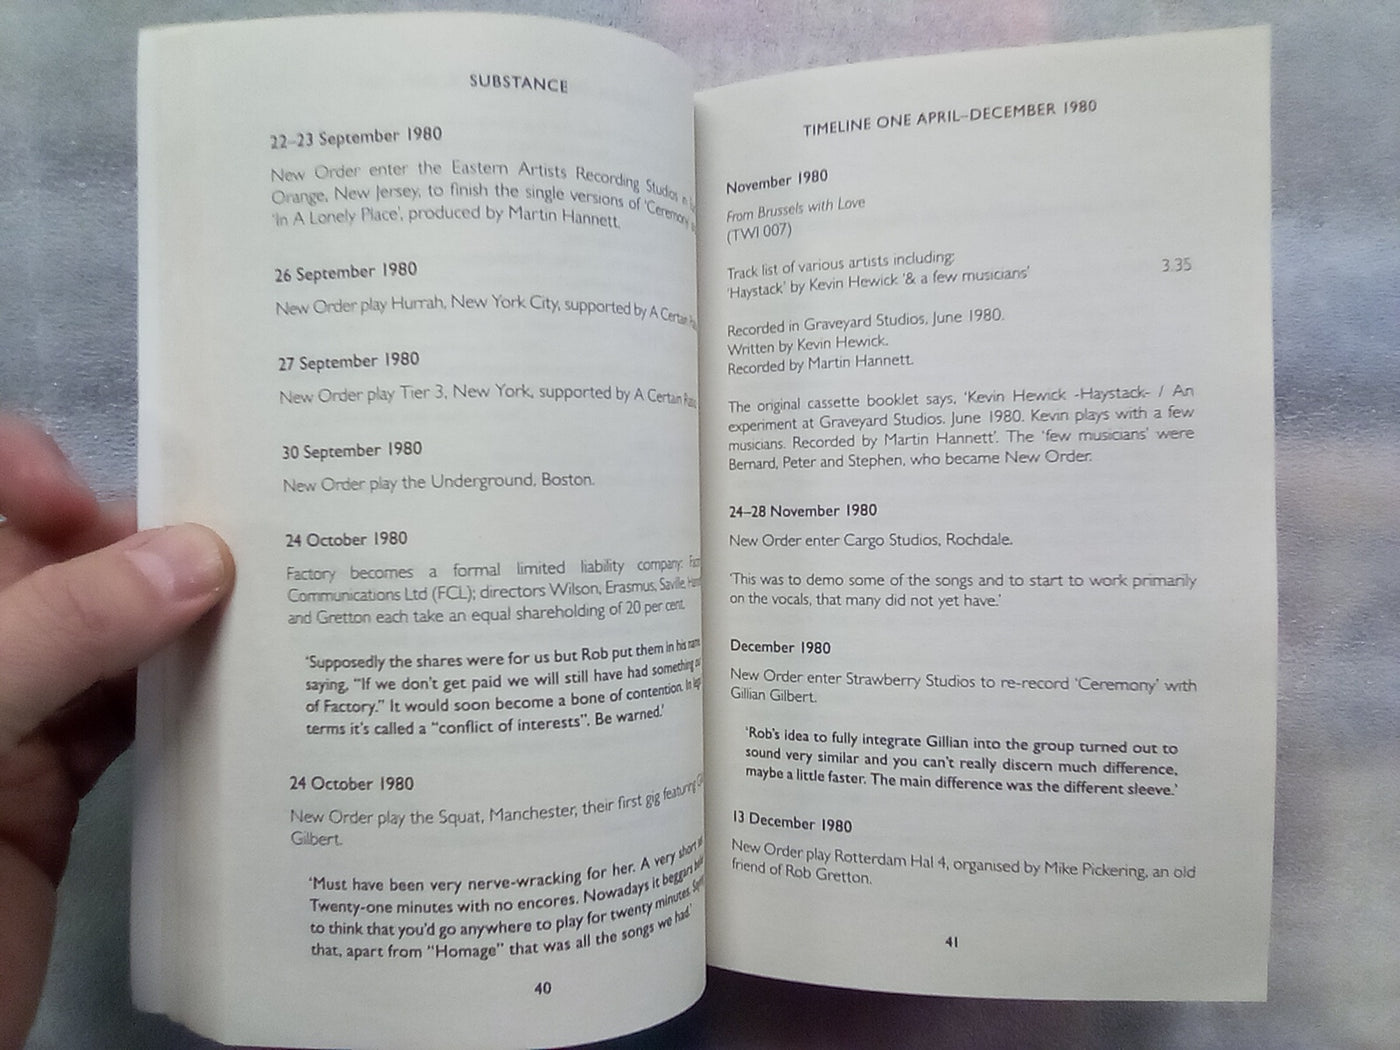 SUBSTANCE
22–23 September 1980
New Order enter the Eastern Artists Recording Studios in
Orange, New Jersey, to finish the single versions of 'Ceremony'
'In A Lonely Place', produced by Martin Hannett.
26 September 1980
New Order play Hurrah, New York City, supported by A Certain
27 September 1980
New Order play Tier 3, New York, supported by A Certain
30 September 1980
New Order play the Underground, Boston.
24 October 1980
Factory becomes a formal limited liability company:
Communications Ltd (FCL); directors Wilson, Erasmus, Saville,
and Gretton each take an equal shareholding of 20 per cent.
'Supposedly the shares were for us but Rob put them in his name
saying, "If we don't get paid we will still have had something
of Factory." It would soon become a bone of contention. In
terms it's called a "conflict of interests". Be warned.'
24 October 1980
New Order play the Squat, Manchester, their first gig featuring
Gilbert.
'Must have been very nerve-wracking for her. A very short
Twenty-one minutes with no encores. Nowadays it beggars
to think that you'd go anywhere to play for twenty minutes.
that, apart from "Homage" that was all the songs we had.'
40
TIMELINE ONE APRIL–DECEMBER 1980
November 1980
From Brussels with Love
(TWI 007)
Track list of various artists including:
'Haystack' by Kevin Hewick '& a few musicians' 3.35
Recorded in Graveyard Studios, June 1980.
Written by Kevin Hewick.
Recorded by Martin Hannett.
The original cassette booklet says, 'Kevin Hewick -Haystack- / An
experiment at Graveyard Studios, June 1980. Kevin plays with a few
musicians. Recorded by Martin Hannett'. The 'few musicians' were
Bernard, Peter and Stephen, who became New Order.
24–28 November 1980
New Order enter Cargo Studios, Rochdale.
'This was to demo some of the songs and to start to work primarily
on the vocals, that many did not yet have.'
December 1980
New Order enter Strawberry Studios to re-record 'Ceremony' with
Gillian Gilbert.
'Rob's idea to fully integrate Gillian into the group turned out to
sound very similar and you can't really discern much difference,
maybe a little faster. The main difference was the different sleeve.'
13 December 1980
New Order play Rotterdam Hal 4, organised by Mike Pickering, an old
friend of Rob Gretton.
41